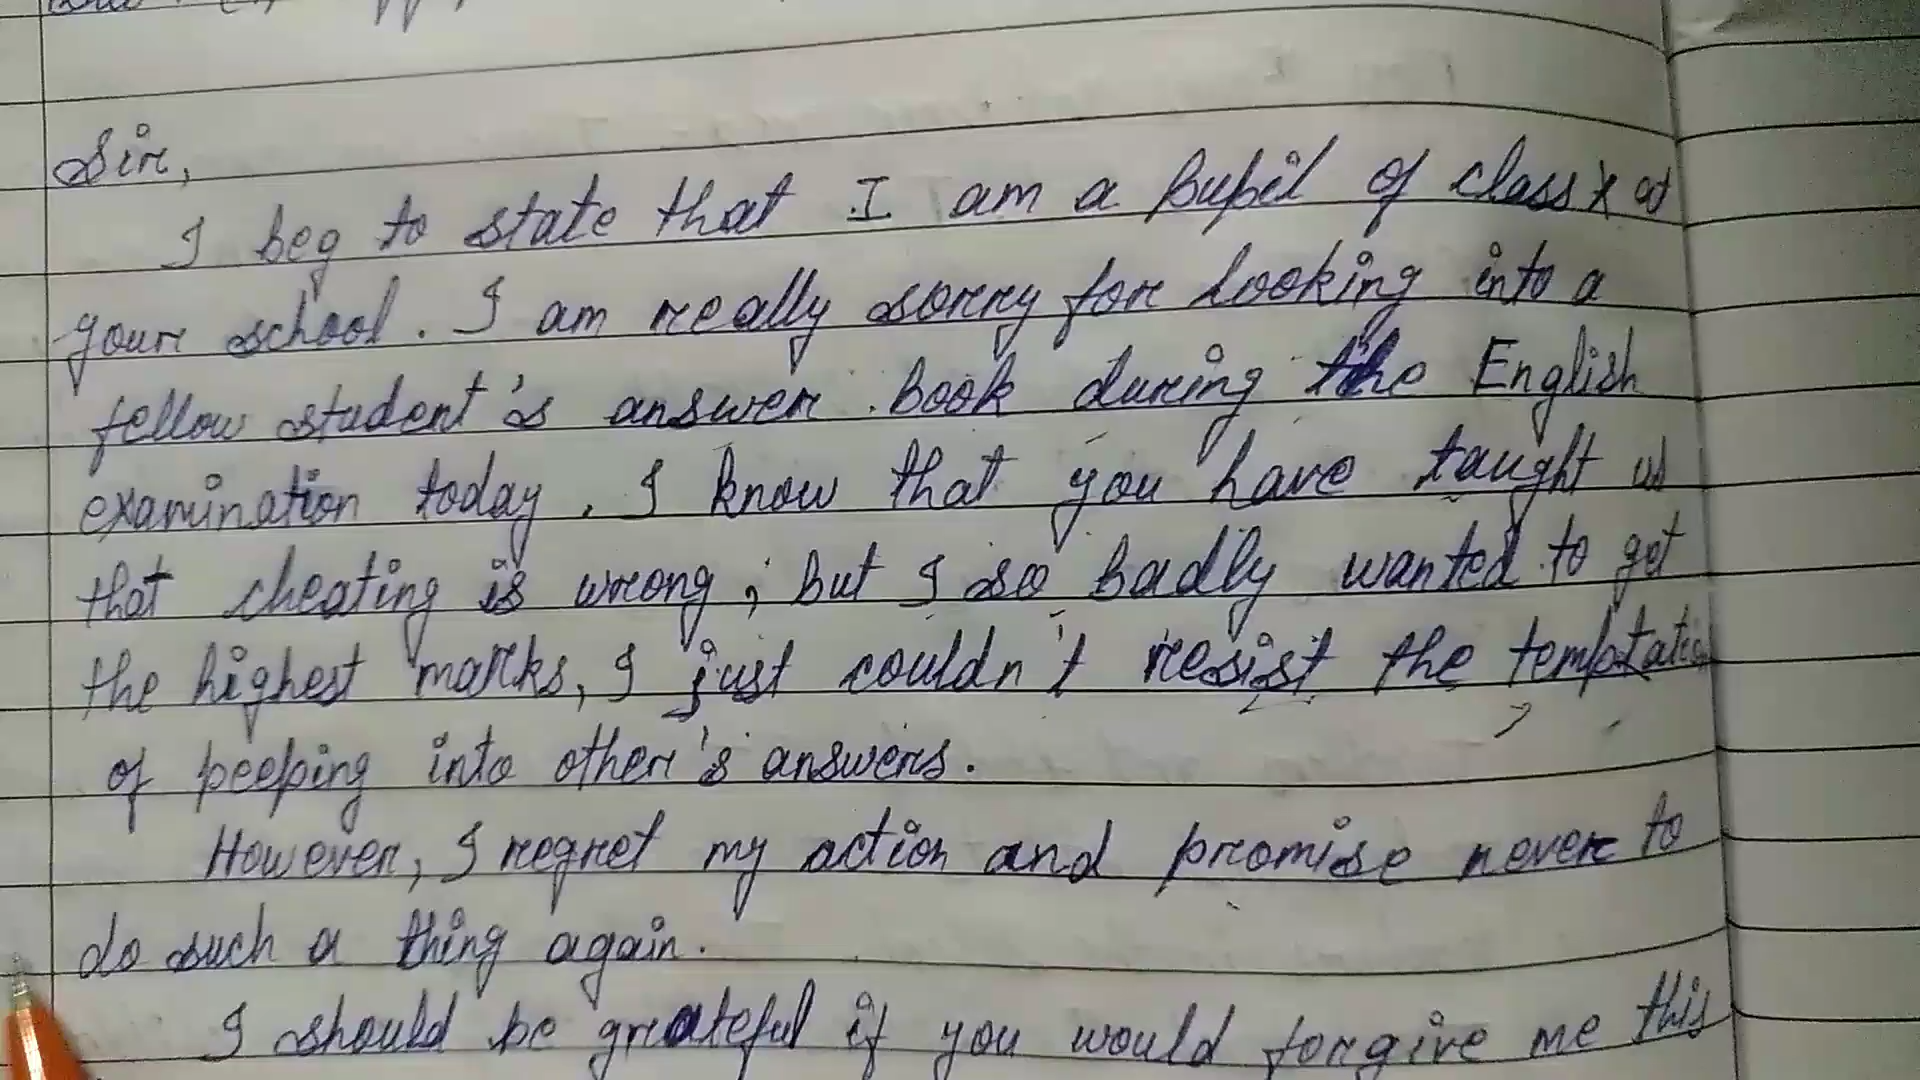 Sir,
I beg to state that I am a pupil of class X at
your school. I am really sorry for looking into a
fellow student's answer book during the English
examination today. I know that you have taught us
that cheating is wrong, but I so badly wanted to get
the highest marks, I just couldn't resist the temptation
of peeping into other's answers.
However, I regret my action and promise never to
do such a thing again.
I should be grateful if you would forgive me this